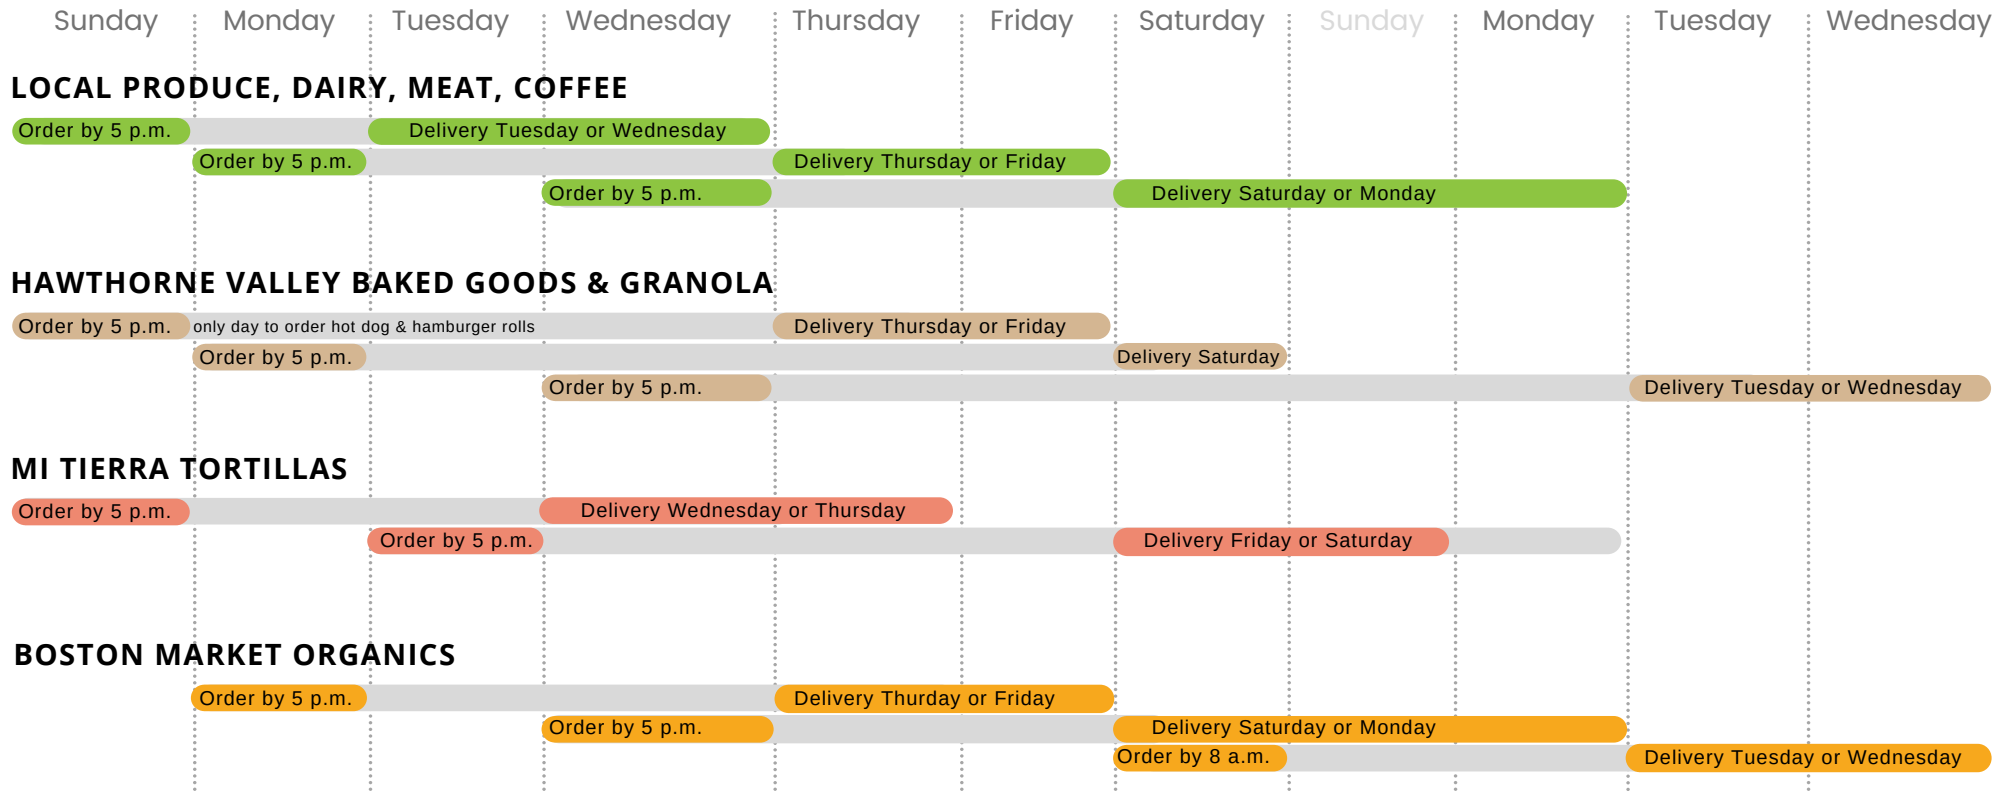 Sunday Monday Tuesday Wednesday Thursday Friday Saturday Sunday Monday Tuesday Wednesday
LOCAL PRODUCE, DAIRY, MEAT, COFFEE
Order by 5 p.m. Delivery Tuesday or Wednesday
Order by 5 p.m. Delivery Thursday or Friday
Order by 5 p.m. Delivery Saturday or Monday
HAWTHORNE VALLEY BAKED GOODS & GRANOLA
Order by 5 p.m. only day to order hot dog & hamburger rolls Delivery Thursday or Friday
Order by 5 p.m. Delivery Saturday
Order by 5 p.m. Delivery Tuesday or Wednesday
MI TIERRA TORTILLAS
Order by 5 p.m. Delivery Wednesday or Thursday
Order by 5 p.m. Delivery Friday or Saturday
BOSTON MARKET ORGANICS
Order by 5 p.m. Delivery Thurday or Friday
Order by 5 p.m. Delivery Saturday or Monday
Order by 8 a.m. Delivery Tuesday or Wednesday